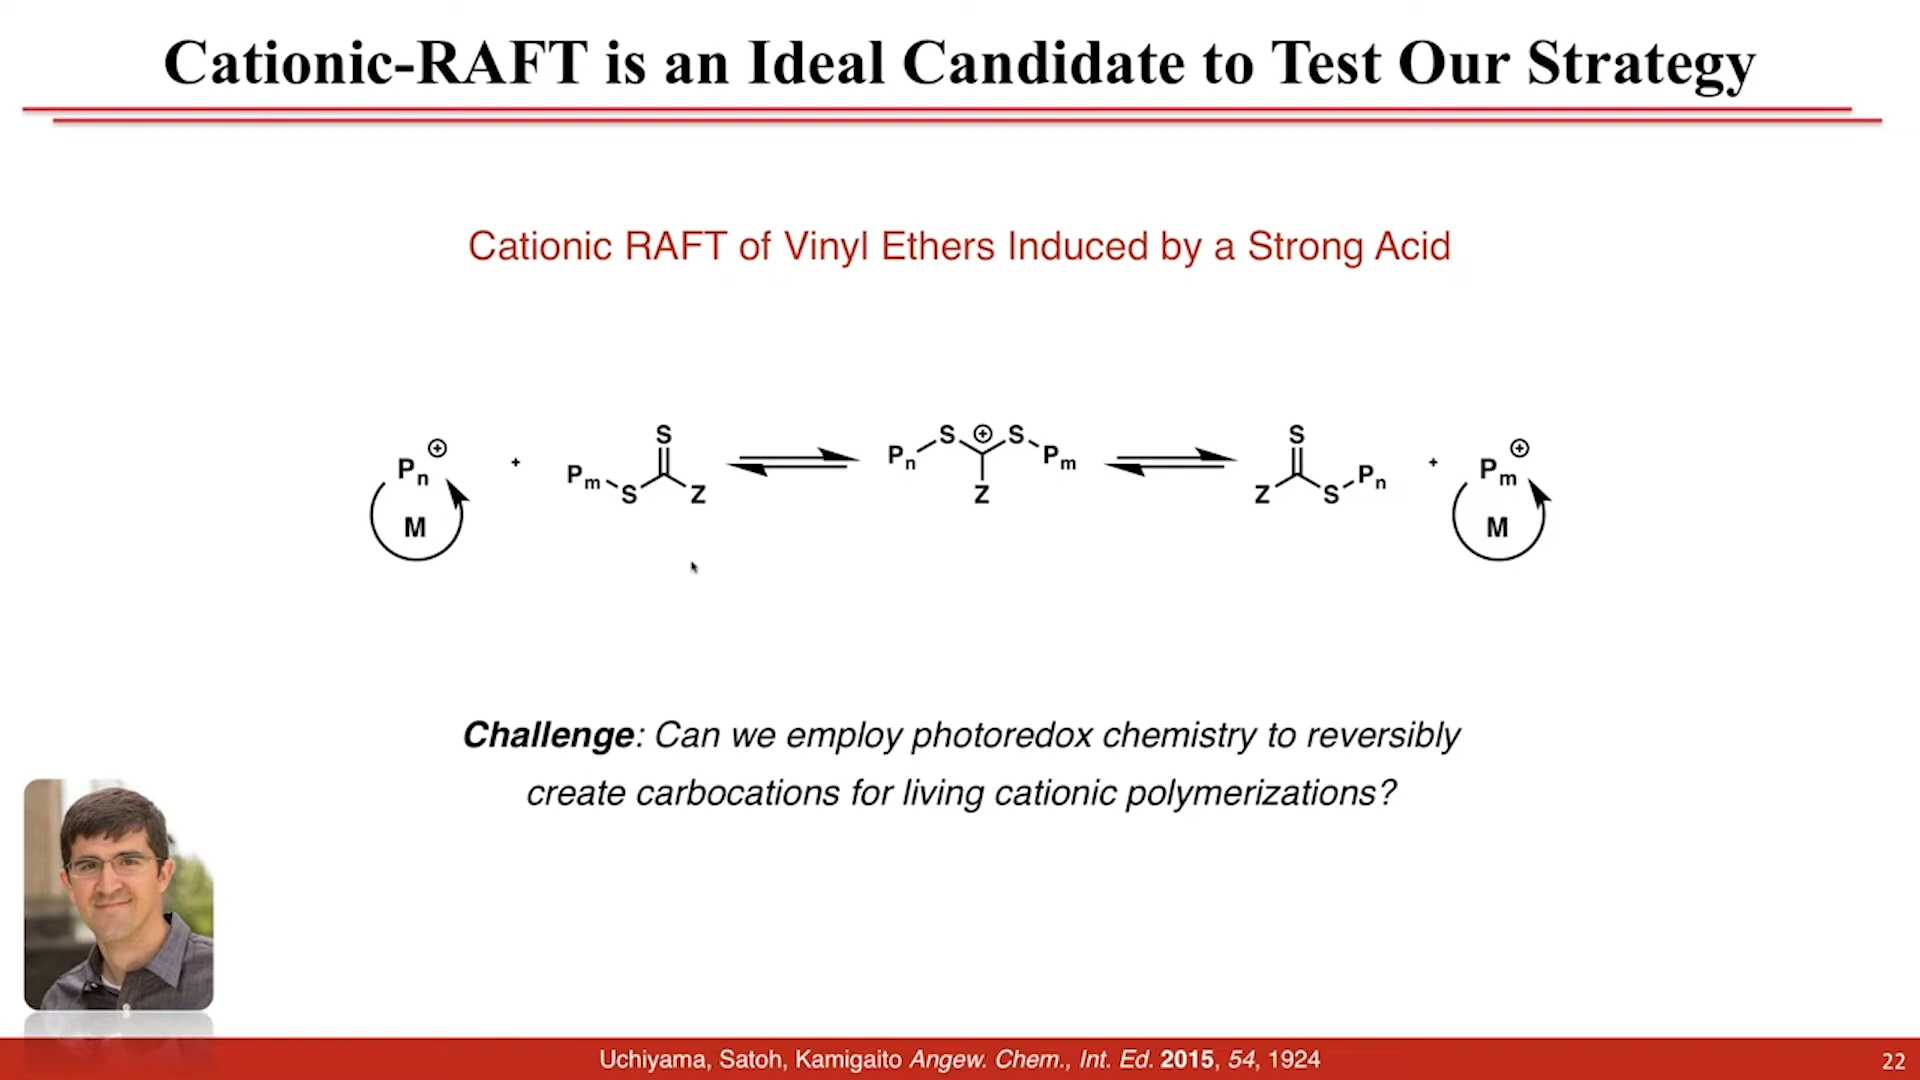 Cationic-RAFT is an Ideal Candidate to Test Our Strategy
Cationic RAFT of Vinyl Ethers Induced by a Strong Acid
Pn ⊕ M + Pm S S Z Pn S ⊕ S Pm Z S Z S Pn + Pm ⊕ M
Challenge: Can we employ photoredox chemistry to reversibly
create carbocations for living cationic polymerizations?
Uchiyama, Satoh, Kamigaito Angew. Chem., Int. Ed. 2015, 54, 1924
22